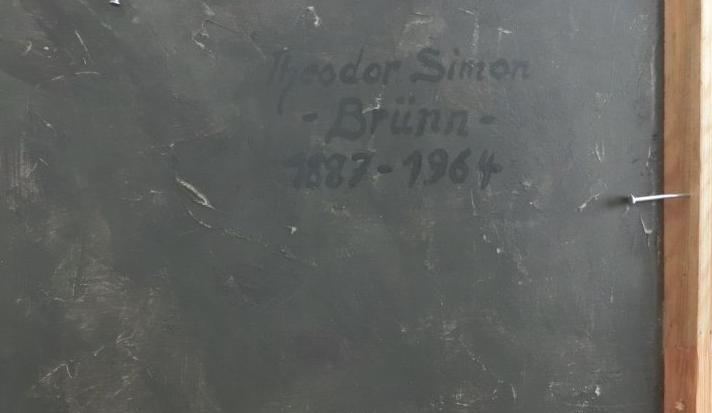 Theodor Simon
- Brünn -
1887-1964